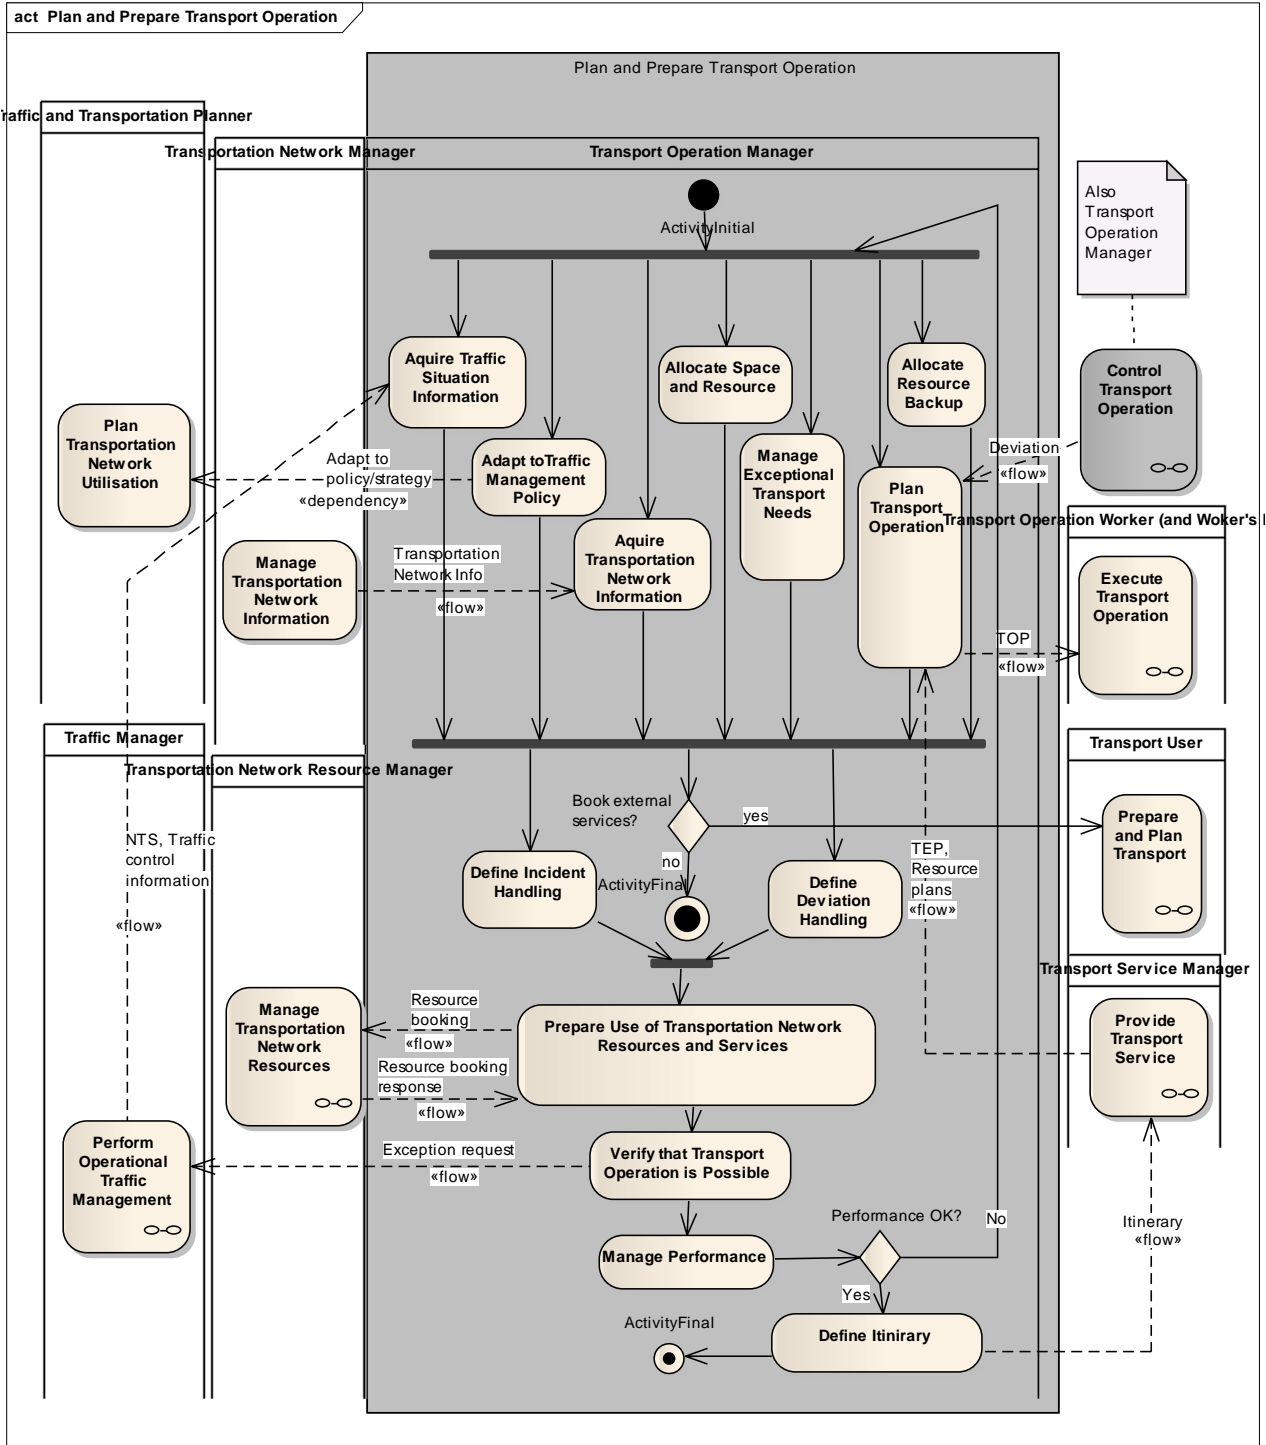 act Plan and Prepare Transport Operation
Plan and Prepare Transport Operation
Traffic and Transportation Planner
Transportation Network Manager
Transport Operation Manager
ActivityInitial
Also
Transport
Operation
Manager
Aquire Traffic
Situation
Information
Allocate Space
and Resource
Allocate
Resource
Backup
Control
Transport
Operation
Plan
Transportation
Network
Utilisation
Adapt to
policy/strategy
«dependency»
Adapt toTraffic
Management
Policy
Manage
Exceptional
Transport
Needs
Plan
Transport
Operation
Deviation
«flow»
Transport Operation Worker (and Woker's
Manage
Transportation
Network
Information
Transportation
Network Info
«flow»
Aquire
Transportation
Network
Information
Execute
Transport
Operation
TOP
«flow»
Traffic Manager
Transportation Network Resource Manager
Transport User
Book external
services?
yes
no
Prepare
and Plan
Transport
NTS, Traffic
control
information
«flow»
Define Incident
Handling
ActivityFinal
Define
Deviation
Handling
TEP,
Resource
plans
«flow»
Transport Service Manager
Manage
Transportation
Network
Resources
Resource
booking
«flow»
Resource booking
response
«flow»
Prepare Use of Transportation Network
Resources and Services
Provide
Transport
Service
Perform
Operational
Traffic
Management
Exception request
«flow»
Verify that Transport
Operation is Possible
Performance OK?
No
Itinerary
«flow»
Manage Performance
Yes
ActivityFinal
Define Itinirary